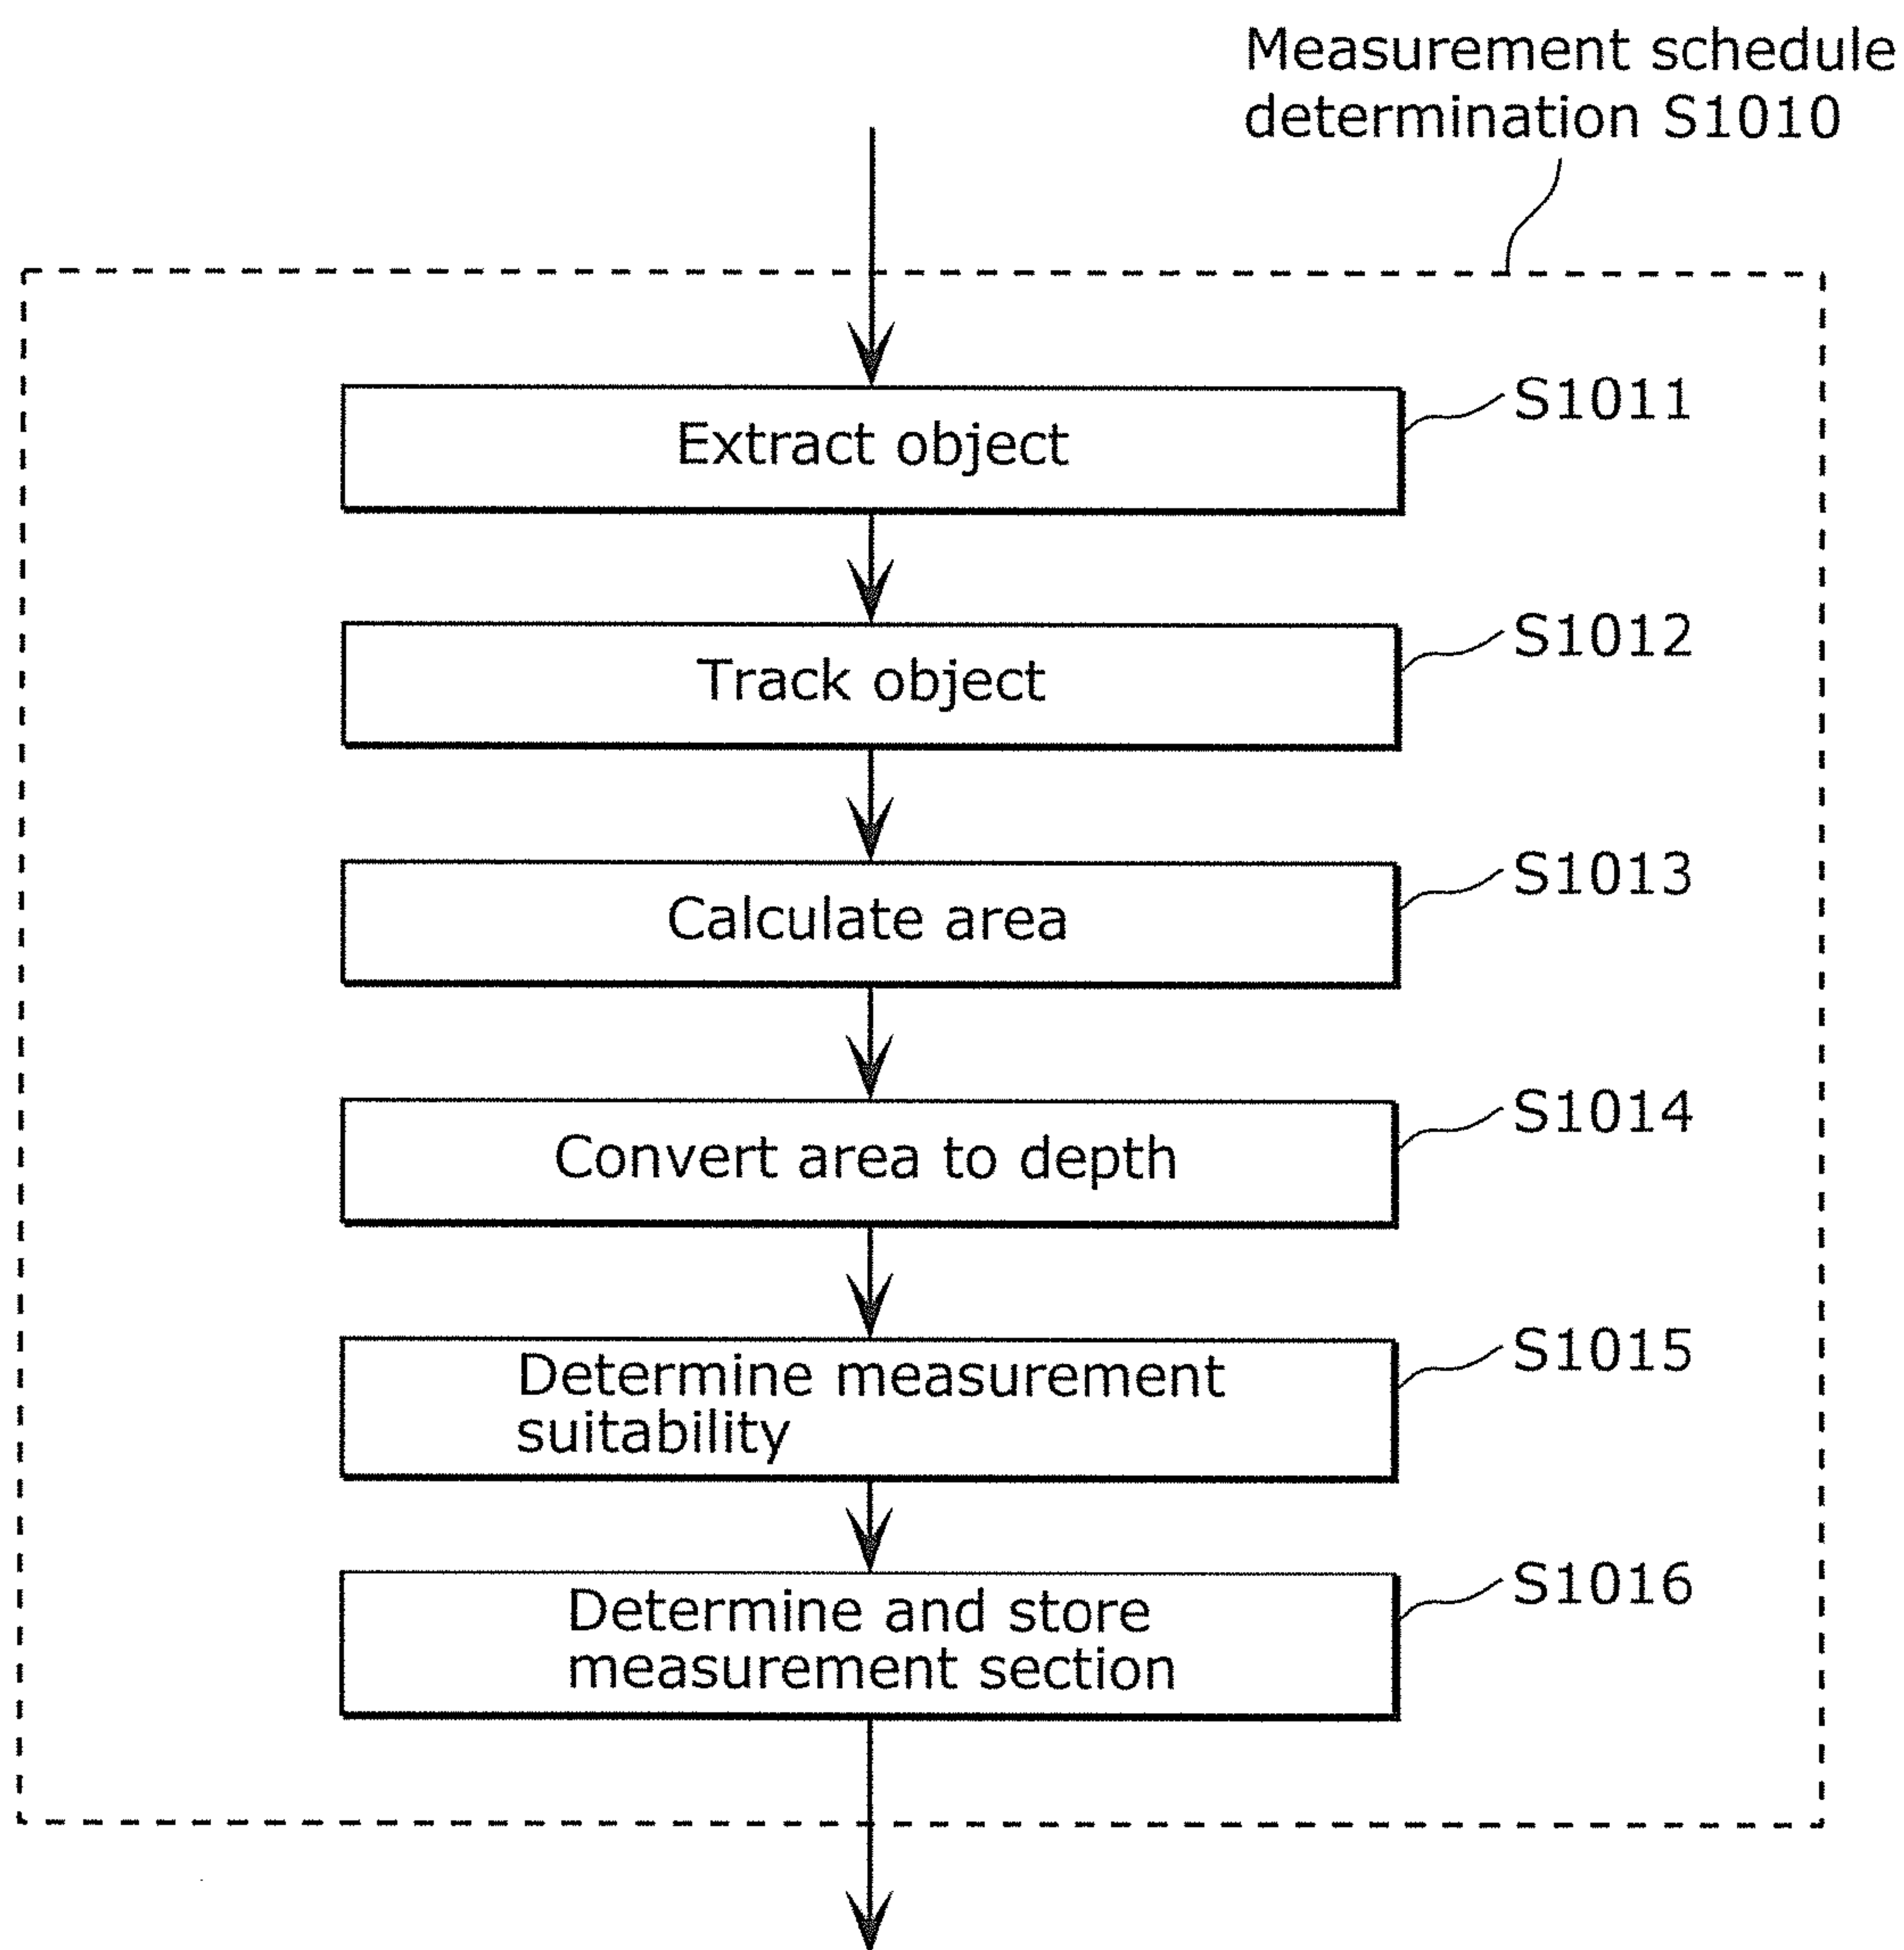 Measurement schedule
determination S1010
Extract object
S1011
Track object
S1012
Calculate area
S1013
Convert area to depth
S1014
Determine measurement
suitability
S1015
Determine and store
measurement section
S1016